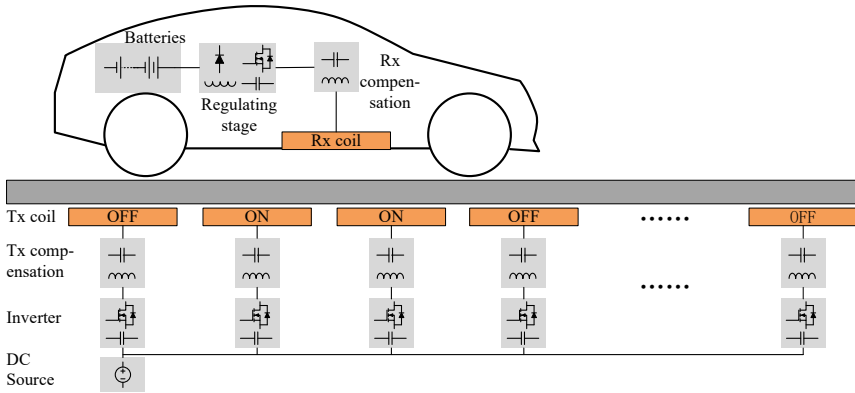 Batteries
Regulating
stage
Rx
compen-
sation
Rx coil
Tx coil
OFF
ON
ON
OFF
......
OFF
Tx comp-
ensation
......
Inverter
DC
Source